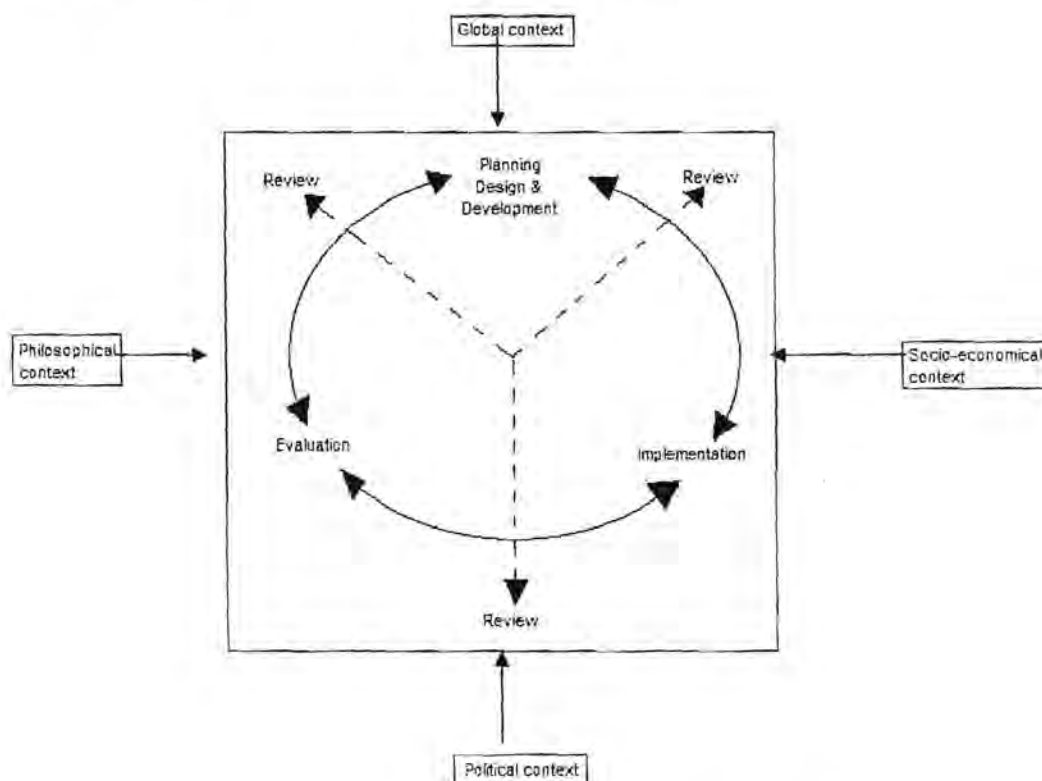 Global context
Planning
Design &
Development
Review
Review
Philosophical
context
Socio-economical
context
Evaluation
Implementation
Review
Political context